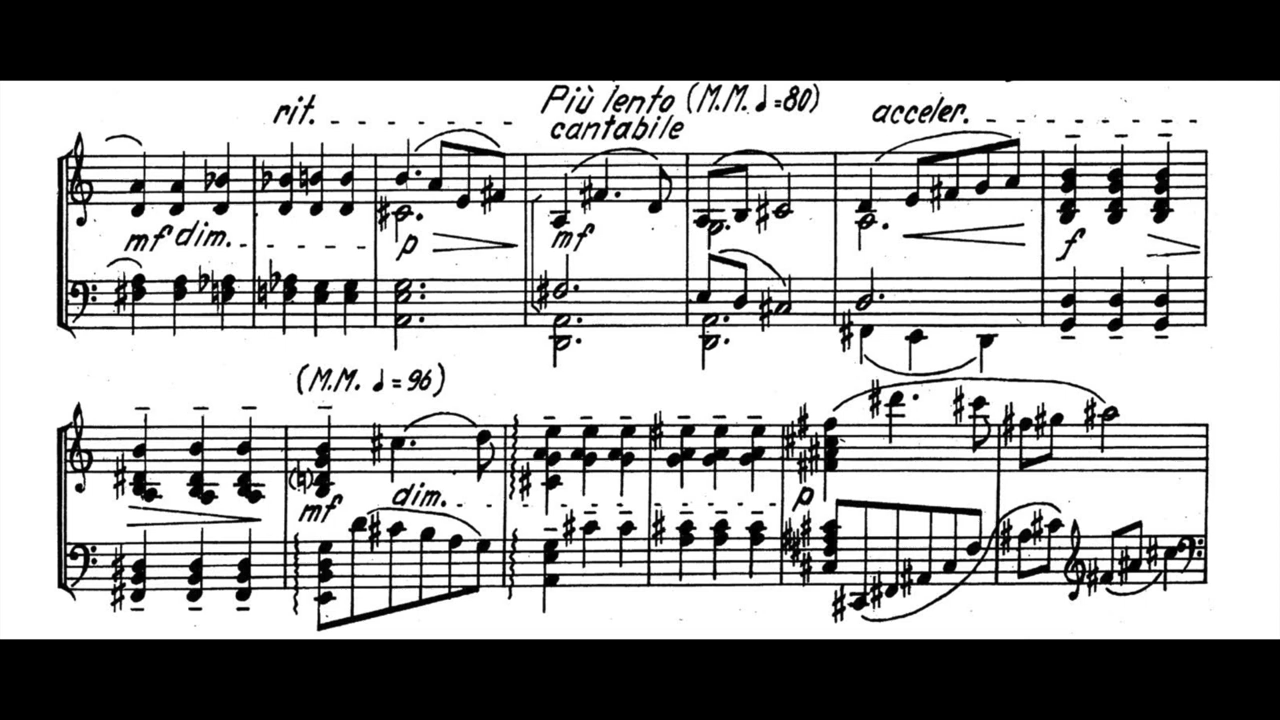 rit.
Più lento (M.M. ♩=80)
cantabile
acceler.
mf dim.
p
mf
f
(M.M. ♩=96)
mf
dim.
p